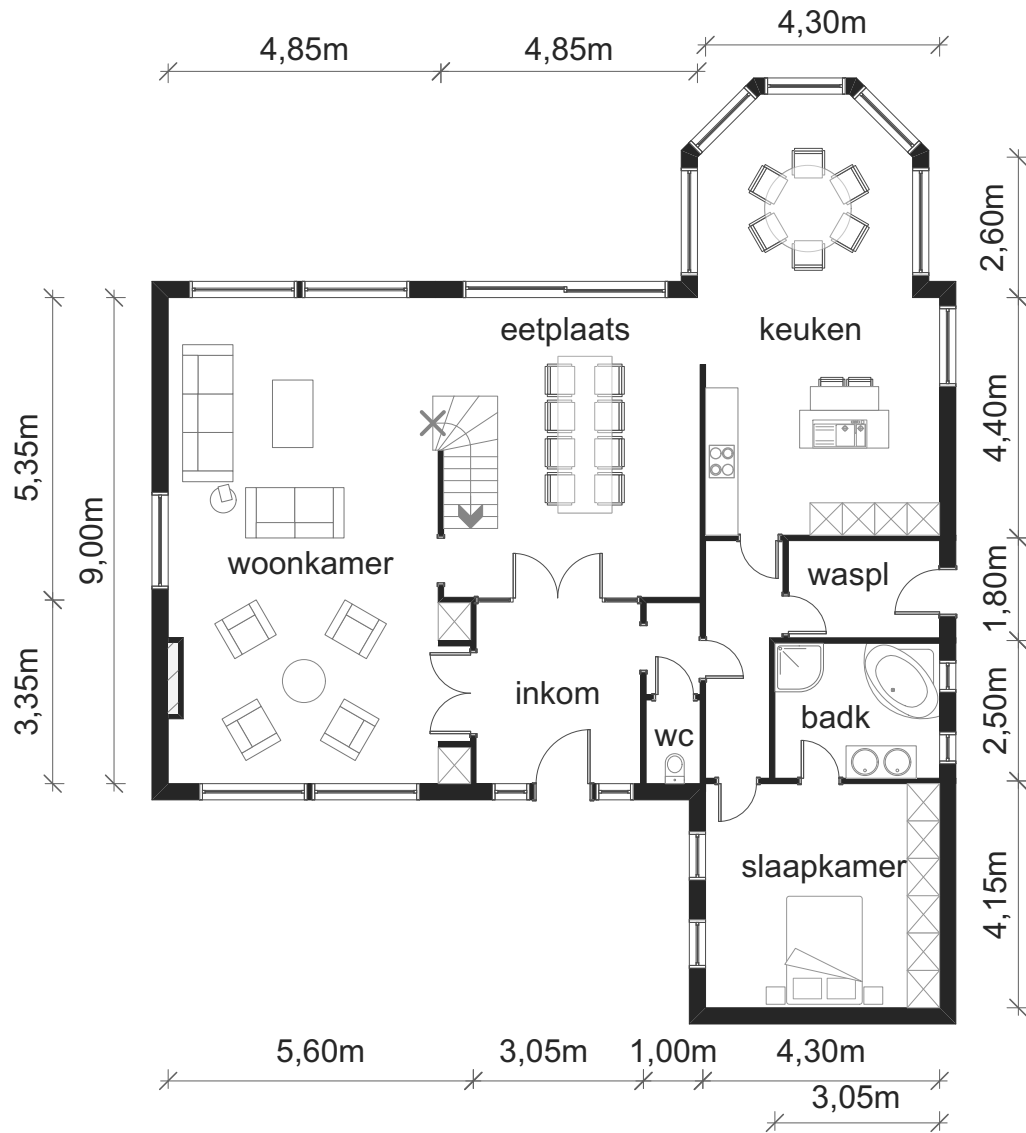 4,30m
4,85m
4,85m
2,60m
eetplaats
keuken
4,40m
5,35m
9,00m
woonkamer
waspl
1,80m
3,35m
inkom
wc
badk
2,50m
slaapkamer
4,15m
5,60m
3,05m
1,00m
4,30m
3,05m